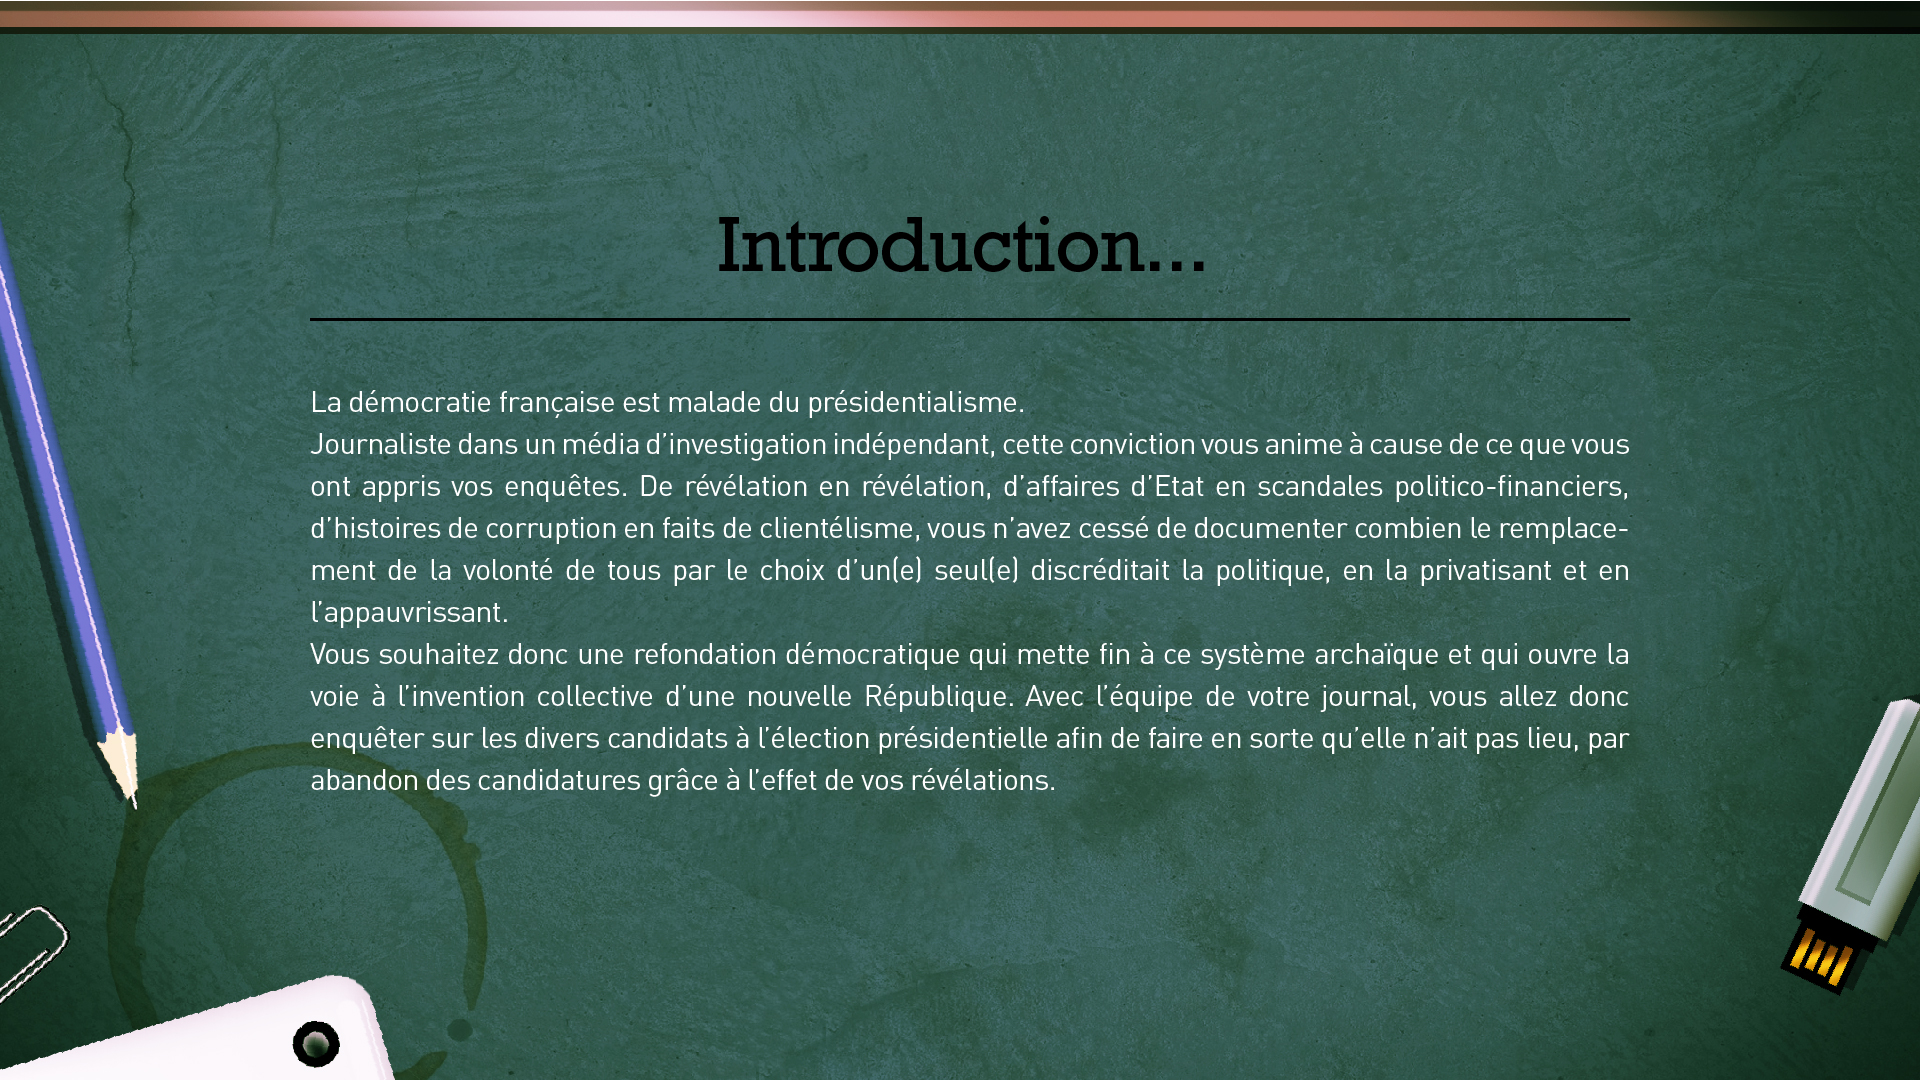 Introduction...
La démocratie française est malade du présidentialisme.
Journaliste dans un média d’investigation indépendant, cette conviction vous anime à cause de ce que vous
ont appris vos enquêtes. De révélation en révélation, d’affaires d’Etat en scandales politico-financiers,
d’histoires de corruption en faits de clientélisme, vous n’avez cessé de documenter combien le remplace-
ment de la volonté de tous par le choix d’un(e) seul(e) discréditait la politique, en la privatisant et en
l’appauvrissant.
Vous souhaitez donc une refondation démocratique qui mette fin à ce système archaïque et qui ouvre la
voie à l’invention collective d’une nouvelle République. Avec l’équipe de votre journal, vous allez donc
enquêter sur les divers candidats à l’élection présidentielle afin de faire en sorte qu’elle n’ait pas lieu, par
abandon des candidatures grâce à l’effet de vos révélations.